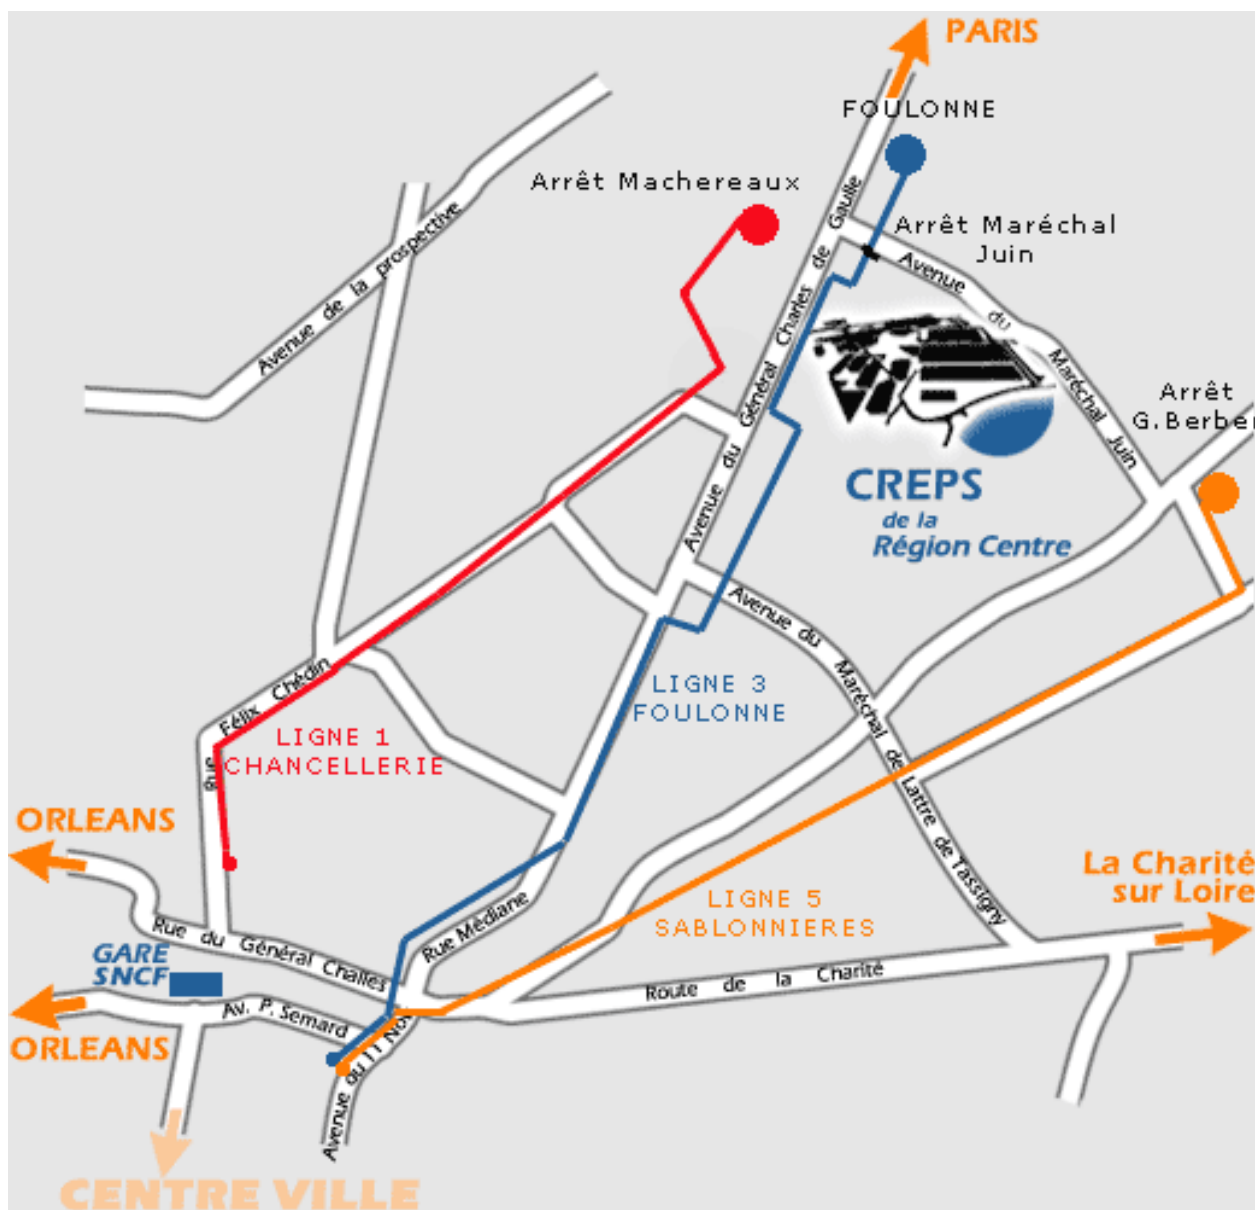 PARIS
FOULONNE
Arrêt Machereaux
Arrêt Maréchal
Juin
Avenue de la prospective
Avenue du Général Charles de Gaulle
Avenue du Maréchal Juin
Arrêt
G.Berber
CREPS
de la
Région Centre
Avenue du Maréchal de Lattre de Tassigny
Rue Félix Chédin
LIGNE 3
FOULONNE
LIGNE 1
CHANCELLERIE
ORLEANS
La Charité
sur Loire
LIGNE 5
SABLONNIERES
Rue Médiane
Rue du Général Challes
GARE
SNCF
Route de la Charité
Av. P. Semard
ORLEANS
Avenue du 11 Nov
CENTRE VILLE